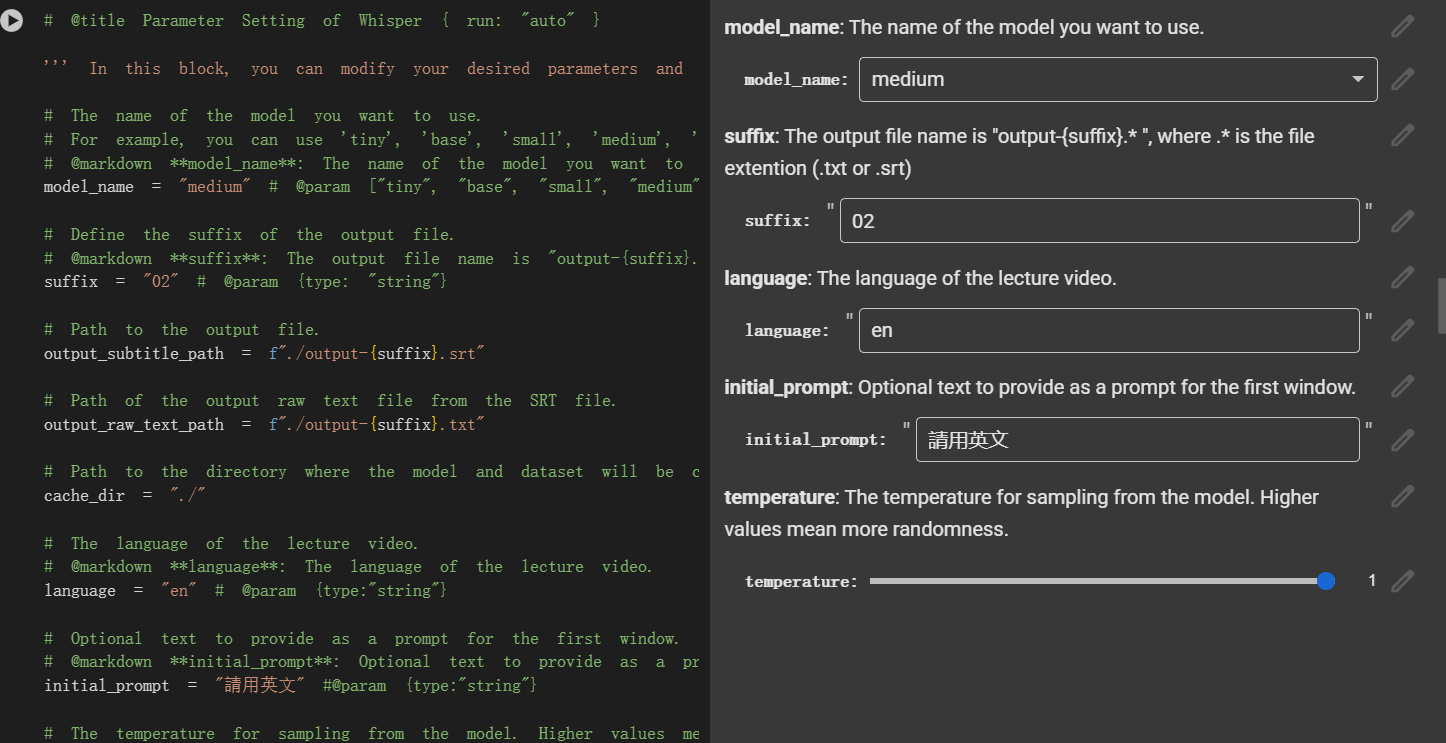 # @title Parameter Setting of Whisper { run: "auto" }
''' In this block, you can modify your desired parameters and
# The name of the model you want to use.
# For example, you can use 'tiny', 'base', 'small', 'medium', '
# @markdown **model_name**: The name of the model you want to
model_name = "medium" # @param ["tiny", "base", "small", "medium"
# Define the suffix of the output file.
# @markdown **suffix**: The output file name is "output-{suffix}.
suffix = "02" # @param {type: "string"}
# Path to the output file.
output_subtitle_path = f"./output-{suffix}.srt"
# Path of the output raw text file from the SRT file.
output_raw_text_path = f"./output-{suffix}.txt"
# Path to the directory where the model and dataset will be c
cache_dir = "./"
# The language of the lecture video.
# @markdown **language**: The language of the lecture video.
language = "en" # @param {type:"string"}
# Optional text to provide as a prompt for the first window.
# @markdown **initial_prompt**: Optional text to provide as a pr
initial_prompt = "請用英文" #@param {type:"string"}
# The temperature for sampling from the model. Higher values me
model_name: The name of the model you want to use.
model_name: medium
suffix: The output file name is "output-{suffix}.* ", where .* is the file
extention (.txt or .srt)
suffix: " 02 "
language: The language of the lecture video.
language: " en "
initial_prompt: Optional text to provide as a prompt for the first window.
initial_prompt: " 請用英文 "
temperature: The temperature for sampling from the model. Higher
values mean more randomness.
temperature: 1